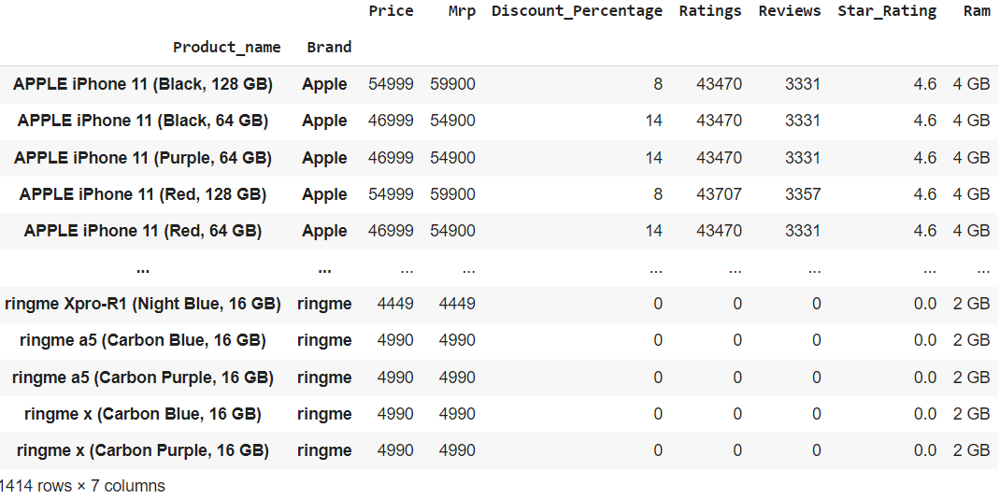 Price Mrp Discount_Percentage Ratings Reviews Star_Rating Ram
Product_name Brand
APPLE iPhone 11 (Black, 128 GB) Apple 54999 59900 8 43470 3331 4.6 4 GB
APPLE iPhone 11 (Black, 64 GB) Apple 46999 54900 14 43470 3331 4.6 4 GB
APPLE iPhone 11 (Purple, 64 GB) Apple 46999 54900 14 43470 3331 4.6 4 GB
APPLE iPhone 11 (Red, 128 GB) Apple 54999 59900 8 43707 3357 4.6 4 GB
APPLE iPhone 11 (Red, 64 GB) Apple 46999 54900 14 43470 3331 4.6 4 GB
... ... ... ... ... ... ... ... ...
ringme Xpro-R1 (Night Blue, 16 GB) ringme 4449 4449 0 0 0 0.0 2 GB
ringme a5 (Carbon Blue, 16 GB) ringme 4990 4990 0 0 0 0.0 2 GB
ringme a5 (Carbon Purple, 16 GB) ringme 4990 4990 0 0 0 0.0 2 GB
ringme x (Carbon Blue, 16 GB) ringme 4990 4990 0 0 0 0.0 2 GB
ringme x (Carbon Purple, 16 GB) ringme 4990 4990 0 0 0 0.0 2 GB
1414 rows × 7 columns